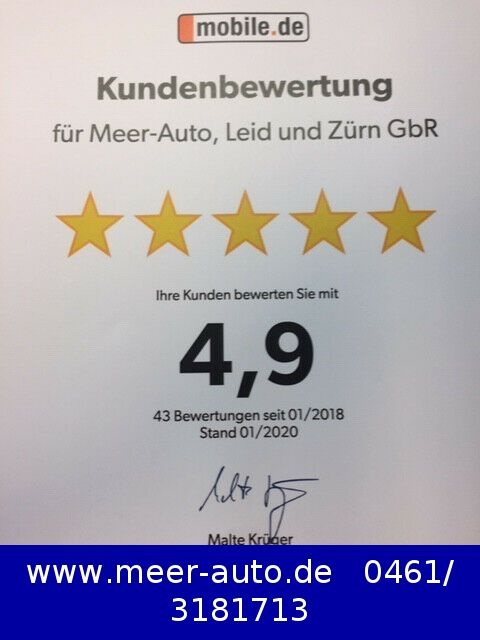 mobile.de
Kundenbewertung
für Meer-Auto, Leid und Zürn GbR
Ihre Kunden bewerten Sie mit
4,9
43 Bewertungen seit 01/2018
Stand 01/2020
Malte Krüger
www.meer-auto.de 0461/
3181713